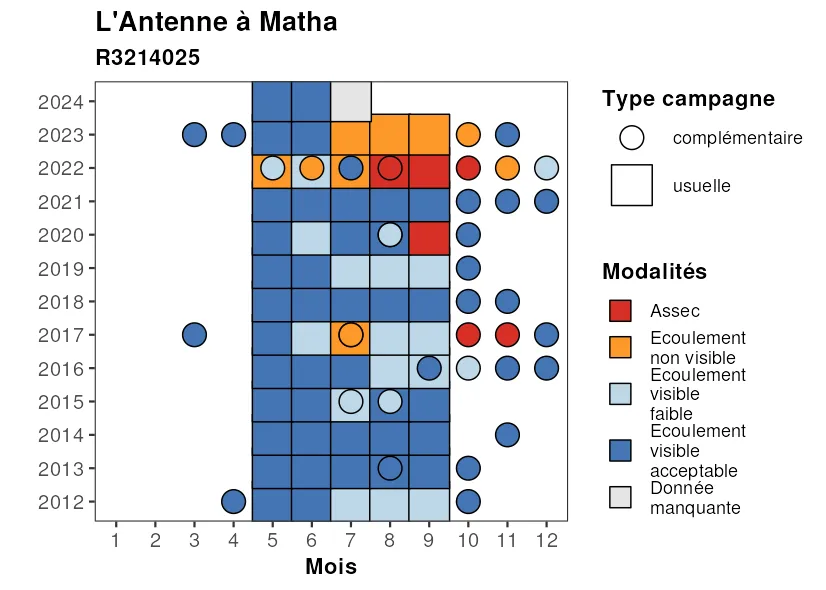 L'Antenne à Matha
R3214025
2024
2023
2022
2021
2020
2019
2018
2017
2016
2015
2014
2013
2012
1 2 3 4 5 6 7 8 9 10 11 12
Mois
Type campagne
complémentaire
usuelle
Modalités
Assec
Ecoulement
non visible
Ecoulement
visible
faible
Ecoulement
visible
acceptable
Donnée
manquante